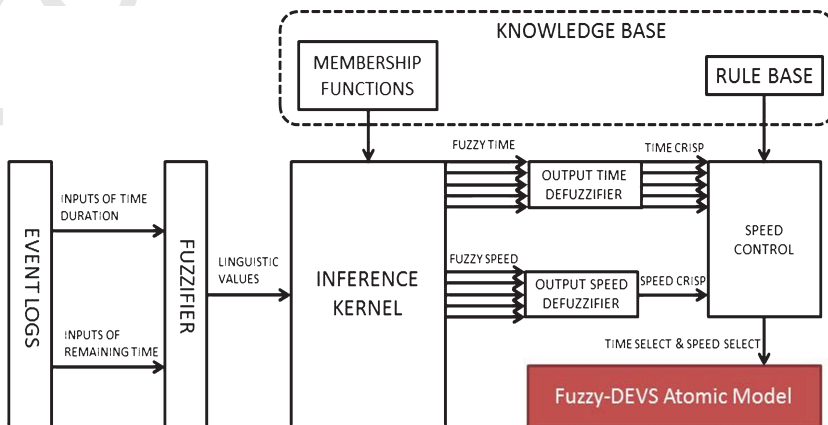 KNOWLEDGE BASE
MEMBERSHIP
FUNCTIONS
RULE BASE
FUZZY TIME
TIME CRISP
INPUTS OF TIME
DURATION
OUTPUT TIME
DEFUZZIFIER
EVENT LOGS
FUZZIFIER
LINGUISTIC
VALUES
INFERENCE
KERNEL
SPEED
CONTROL
FUZZY SPEED
OUTPUT SPEED
DEFUZZIFIER
SPEED CRISP
INPUTS OF
REMAINING TIME
TIME SELECT & SPEED SELECT
Fuzzy-DEVS Atomic Model